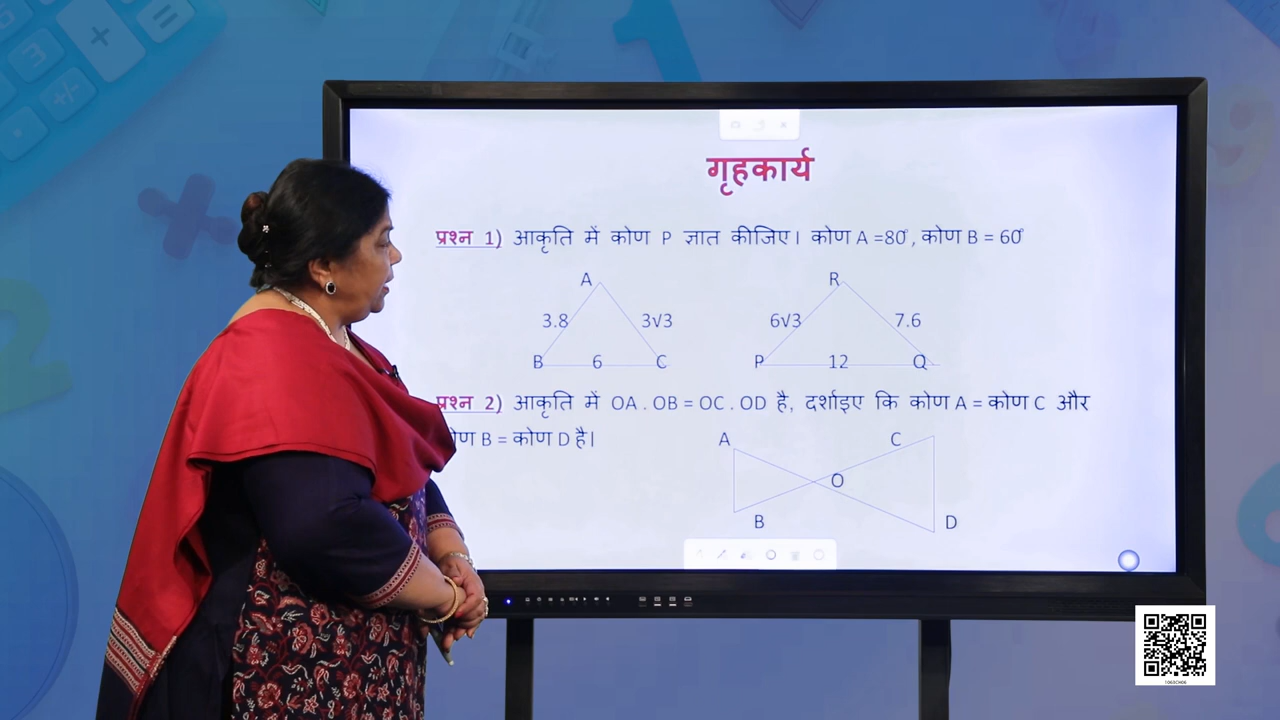 गृहकार्य
प्रश्न 1) आकृति में कोण P ज्ञात कीजिए। कोण A =80°, कोण B = 60°
A
R
3.8
3√3
6√3
7.6
B
6
C
P
12
Q
प्रश्न 2) आकृति में OA . OB = OC . OD है, दर्शाइए कि कोण A = कोण C और
कोण B = कोण D है।
A
C
O
B
D